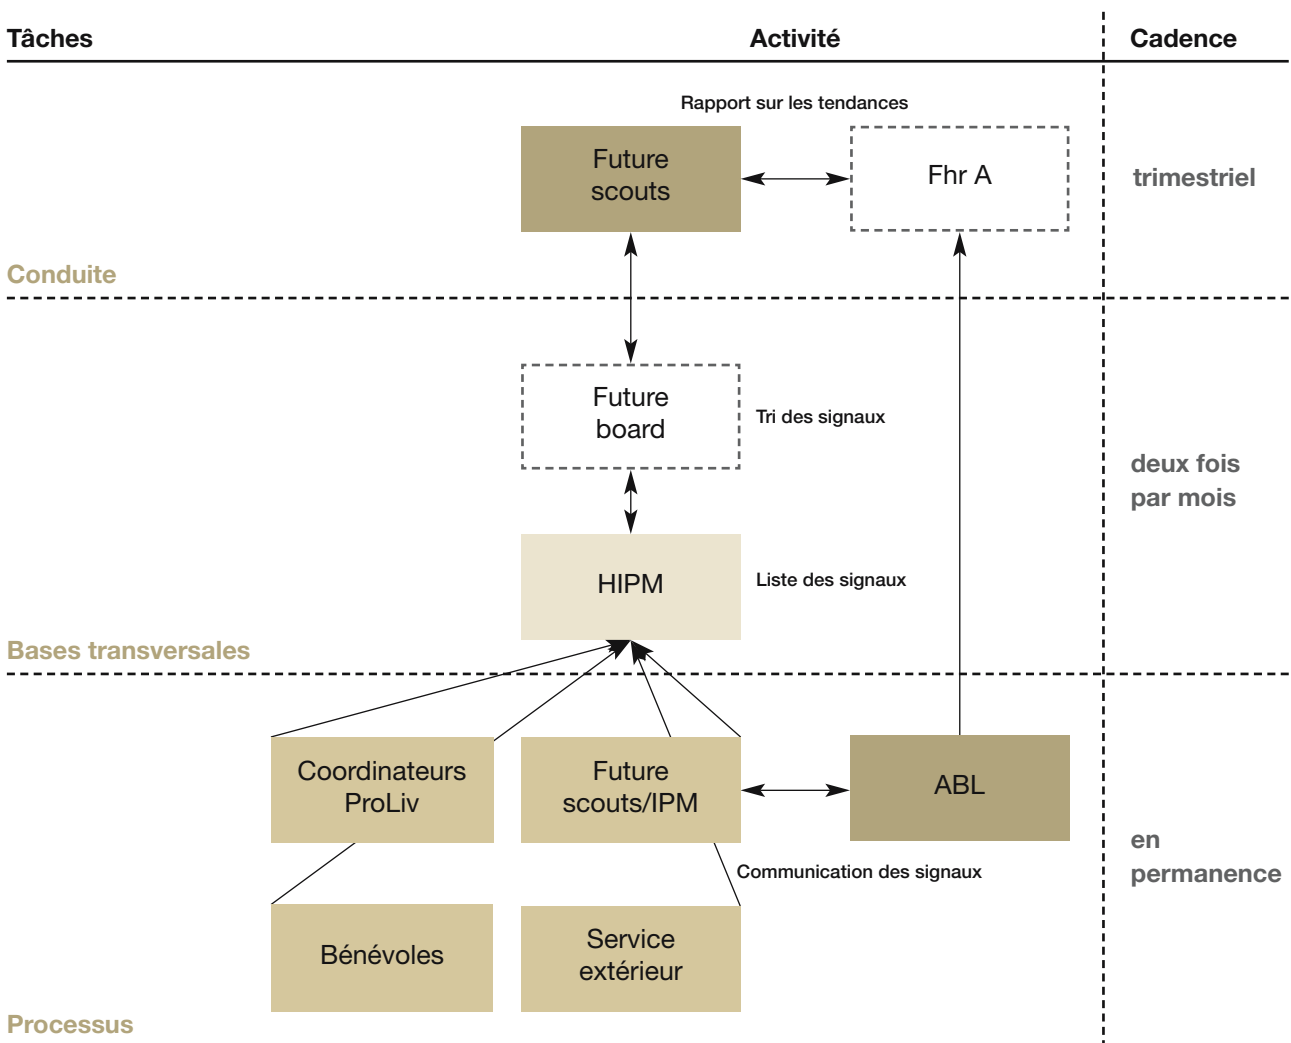 Tâches
Activité
Cadence
Rapport sur les tendances
Future
scouts
Fhr A
trimestriel
Conduite
Future
board
Tri des signaux
deux fois
par mois
HIPM
Liste des signaux
Bases transversales
Coordinateurs
ProLiv
Future
scouts/IPM
ABL
en
permanence
Communication des signaux
Bénévoles
Service
extérieur
Processus